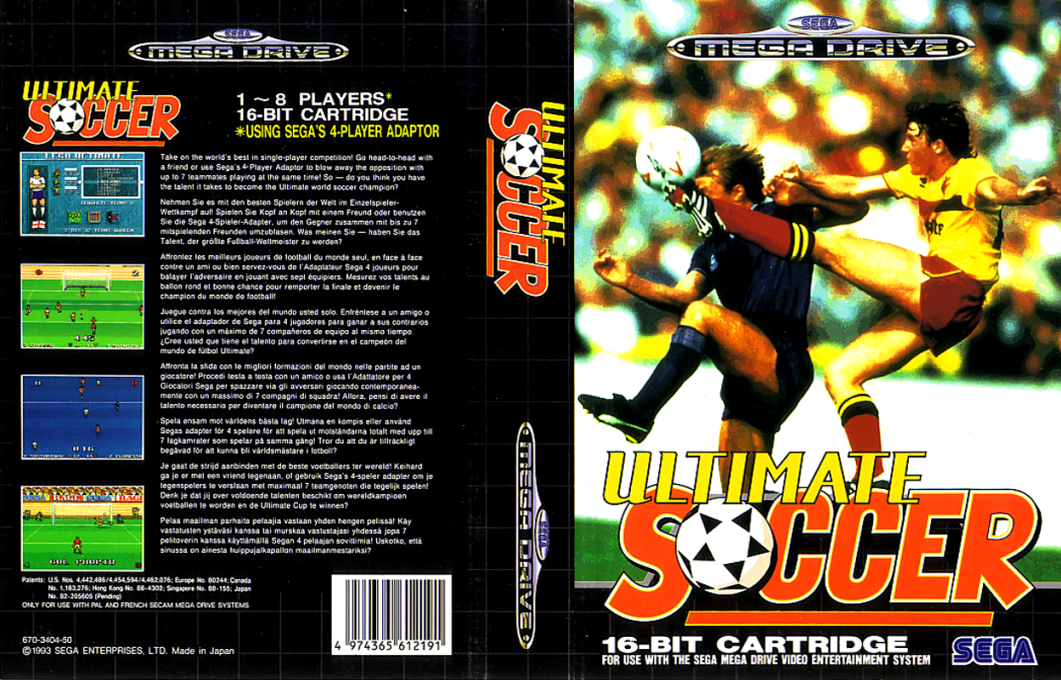 SEGA
MEGA DRIVE
ULTIMATE
SOCCER
1 ~ 8 PLAYERS*
16-BIT CARTRIDGE
*USING SEGA'S 4-PLAYER ADAPTOR
Take on the world's best in single-player competition! Go head-to-head with
a friend or use Sega's 4-Player Adaptor to blow away the opposition with
up to 7 teammates playing at the same time! So — do you think you have
the talent it takes to become the Ultimate world soccer champion?
Nehmen Sie es mit den besten Spielern der Welt im Einzelspieler-
Wettkampf auf! Spielen Sie Kopf an Kopf mit einem Freund oder benutzen
Sie die Sega 4-Spieler-Adapter, um den Gegner zusammen mit bis zu 7
mitspielenden Freunden umzublasen. Was meinen Sie — haben Sie das
Talent, der größte Fußball-Weltmeister zu werden?
Affrontez les meilleurs joueurs de football du monde seul, en face à face
contre un ami ou bien servez-vous de l'Adaptateur Sega 4 joueurs pour
balayer l'adversaire en jouant avec sept équipiers. Mesurez vos talents au
ballon rond et bonne chance pour remporter la finale et devenir le
champion du monde de football!
Juegue contra los mejores del mundo usted solo. Enfréntese a un amigo o
utilice el adaptador de Sega para 4 jugadores para ganar a sus contrarios
jugando con un máximo de 7 compañeros de equipo al mismo tiempo.
¿Cree usted que tiene el talento para convertirse en el campeón del
mundo de fútbol Ultimate?
Affronta la sfida con le migliori formazioni del mondo nelle partite ad un
giocatore! Procedi testa a testa con un amico o usa l'Adattatore per 4
Giocatori Sega per spazzare via gli avversari giocando contemporanea-
mente con un massimo di 7 compagni di squadra! Allora, pensi di avere il
talento necessario per diventare il campione del mondo di calcio?
Spela ensam mot världens bästa lag! Utmana en kompis eller använd
Segas adapter för 4 spelare för att spela ut motståndarna totalt med upp till
7 lagkamrater som spelar på samma gång! Tror du att du är tillräckligt
begåvad för att kunna bli världsmästare i fotboll?
Je gaat de strijd aanbinden met de beste voetballers ter wereld! Keihard
ga je er met een vriend tegenaan, of gebruik Sega's 4-speler adapter om je
tegenspelers te verslaan met maximaal 7 teamgenoten die tegelijk spelen!
Denk je dat jij over voldoende talenten beschikt om wereldkampioen
voetballen te worden en de Ultimate Cup te winnen?
Pelaa maailman parhaita pelaajia vastaan yhden hengen pelissä! Käy
vastatusten ystäväsi kanssa tai murskaa vastustajasi yhdessä jopa 7
pelitoverin kanssa käyttämällä Segan 4 pelaajan sovittimia! Uskotko, että
sinussa on ainesta huippujalkapallon maailmanmestariksi?
GOL PROPIO
Patents: U.S. Nos. 4,442,486/4,454,594/4,462,076; Europe No. 80244; Canada
No. 1,183,276; Hong Kong No. 88-4302; Singapore No. 88-155; Japan
No. 82-205605 (Pending)
ONLY FOR USE WITH PAL AND FRENCH SECAM MEGA DRIVE SYSTEMS
670-3404-50
©1993 SEGA ENTERPRISES, LTD. Made in Japan
4 974365 612191
ULTIMATE
SOCCER
SEGA
MEGA DRIVE
SEGA
MEGA DRIVE
ULTIMATE
SOCCER
16-BIT CARTRIDGE
FOR USE WITH THE SEGA MEGA DRIVE VIDEO ENTERTAINMENT SYSTEM
SEGA